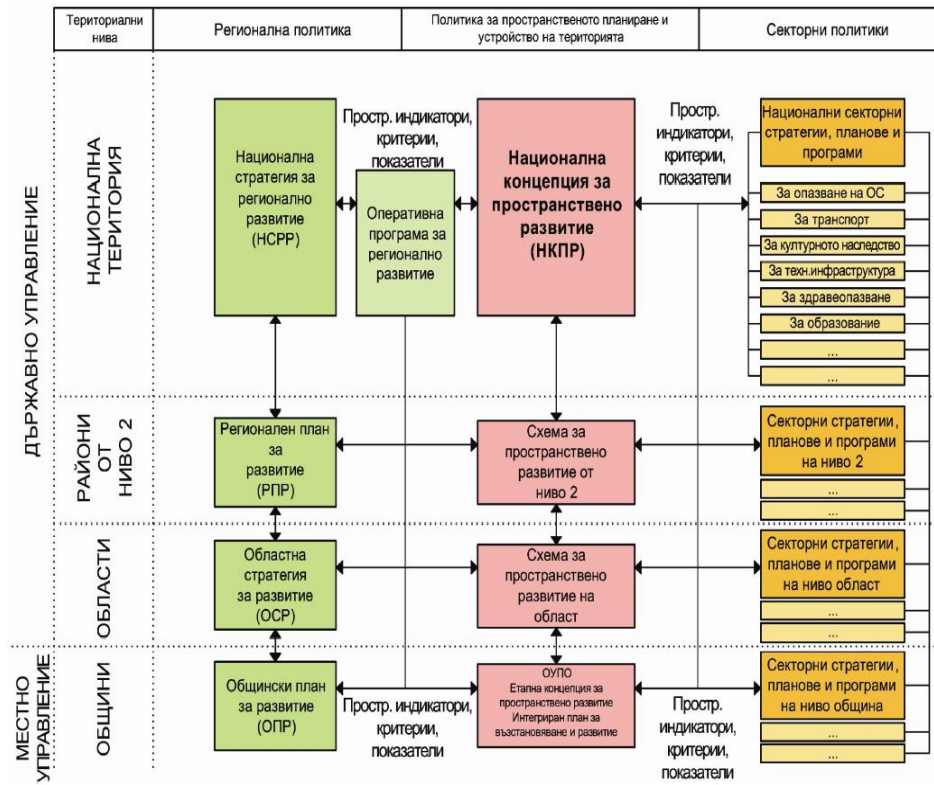 Териториални
нива
Регионална политика
Политика за пространственото планиране и
устройство на територията
Секторни политики
ДЪРЖАВНО УПРАВЛЕНИЕ
НАЦИОНАЛНА
ТЕРИТОРИЯ
Национална
стратегия за
регионално
развитие
(НСРР)
Простр. индикатори,
критерии,
показатели
Оперативна
програма за
регионално
развитие
Национална
концепция за
пространствено
развитие
(НКПР)
Простр.
индикатори,
критерии,
показатели
Национални секторни
стратегии, планове и
програми
За опазване на ОС
За транспорт
За културното наследство
За техн.инфраструктура
За здравеопазване
За образование
...
...
РАЙОНИ
ОТ
НИВО 2
Регионален план
за
развитие
(РПР)
Схема за
пространствено
развитие от
ниво 2
Секторни стратегии,
планове и програми
на ниво 2
...
...
ОБЛАСТИ
Областна
стратегия
за развитие
(ОСР)
Схема за
пространствено
развитие на
област
Секторни стратегии,
планове и програми
на ниво област
...
...
МЕСТНО
УПРАВЛЕНИЕ
ОБЩИНИ
Общински план
за развитие
(ОПР)
Простр. индикатори,
критерии,
показатели
ОУПО
Етапна концепция за
пространствено развитие
Интегриран план за
възстановяване и развитие
Простр.
индикатори,
критерии,
показатели
Секторни стратегии,
планове и програми
на ниво община
...
...